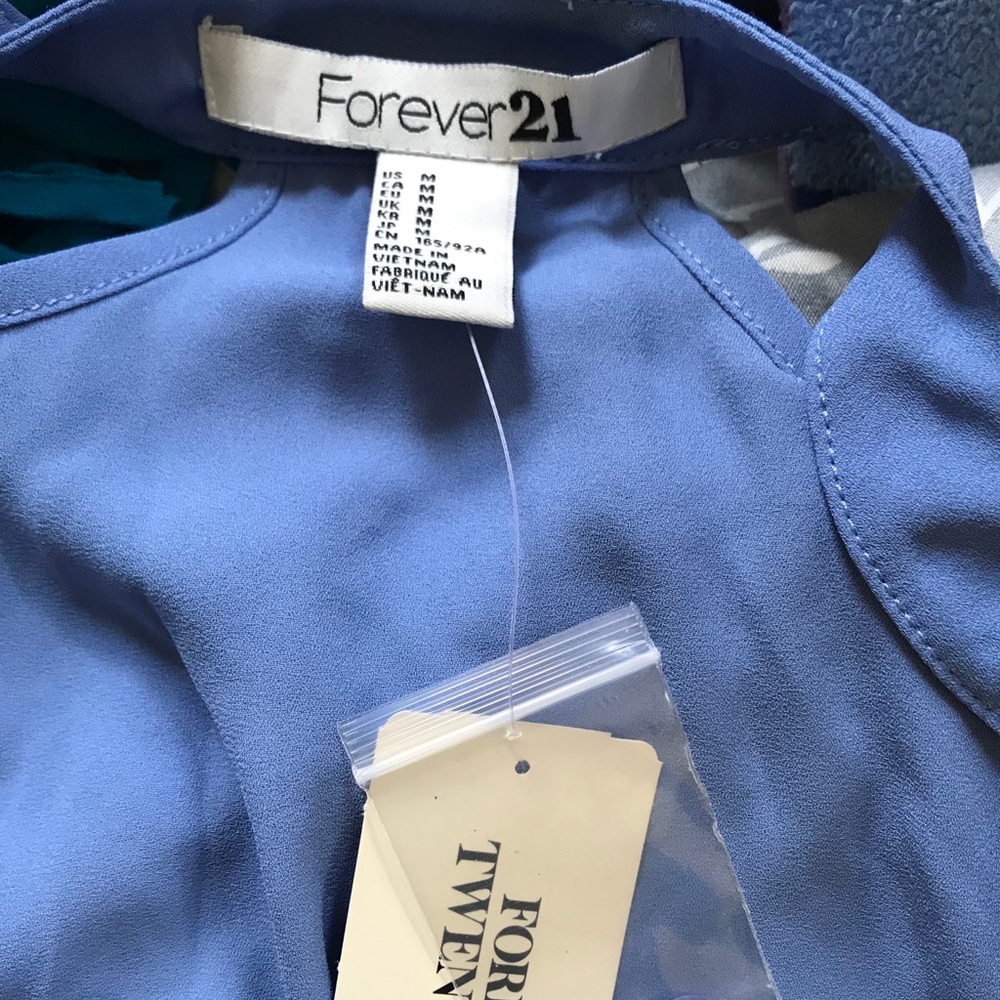 Forever21
US M
CA M
EU M
UK M
KR M
JP M
CN 165/92A
MADE IN
VIETNAM
FABRIQUÉ AU
VIÊT-NAM
FOR
TWEN